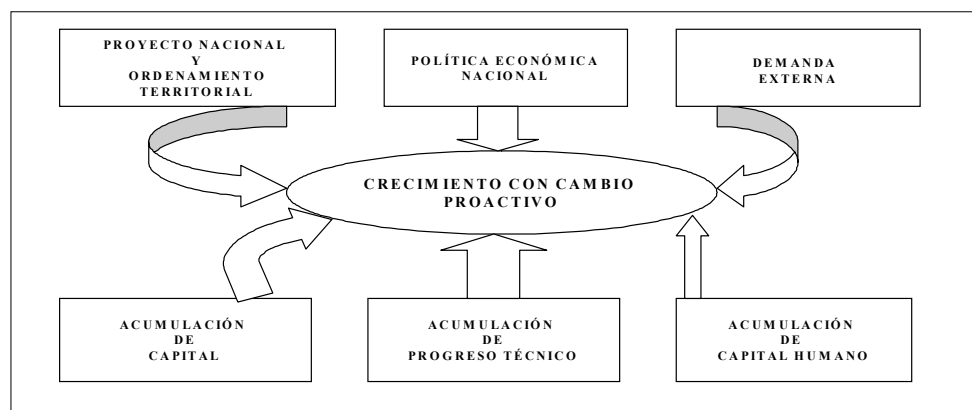 PROYECTO NACIONAL
Y
ORDENAMIENTO
TERRITORIAL
POLÍTICA ECONÓMICA
NACIONAL
DEMANDA
EXTERNA
CRECIMIENTO CON CAMBIO
PROACTIVO
ACUMULACIÓN
DE
CAPITAL
ACUMULACIÓN
DE
PROGRESO TÉCNICO
ACUMULACIÓN
DE
CAPITAL HUMANO